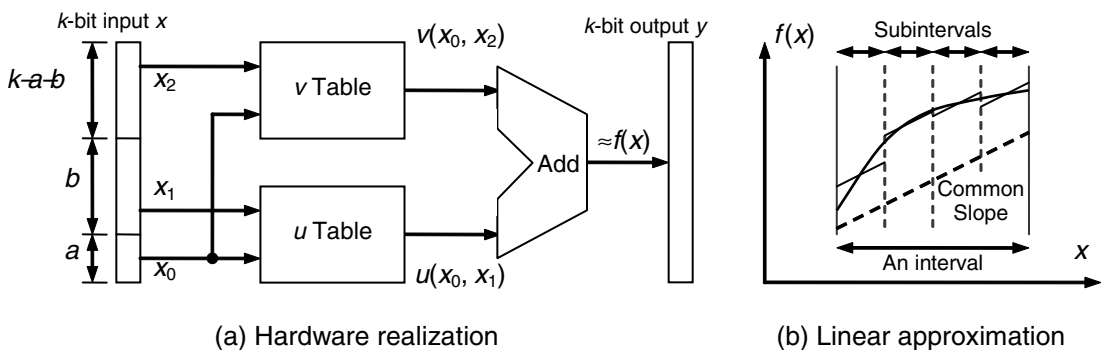 k-bit input x
k-a-b
b
a
x2
x1
x0
v Table
u Table
v(x0, x2)
u(x0, x1)
Add
≈f(x)
k-bit output y
(a) Hardware realization
f(x)
Subintervals
Common
Slope
An interval
x
(b) Linear approximation